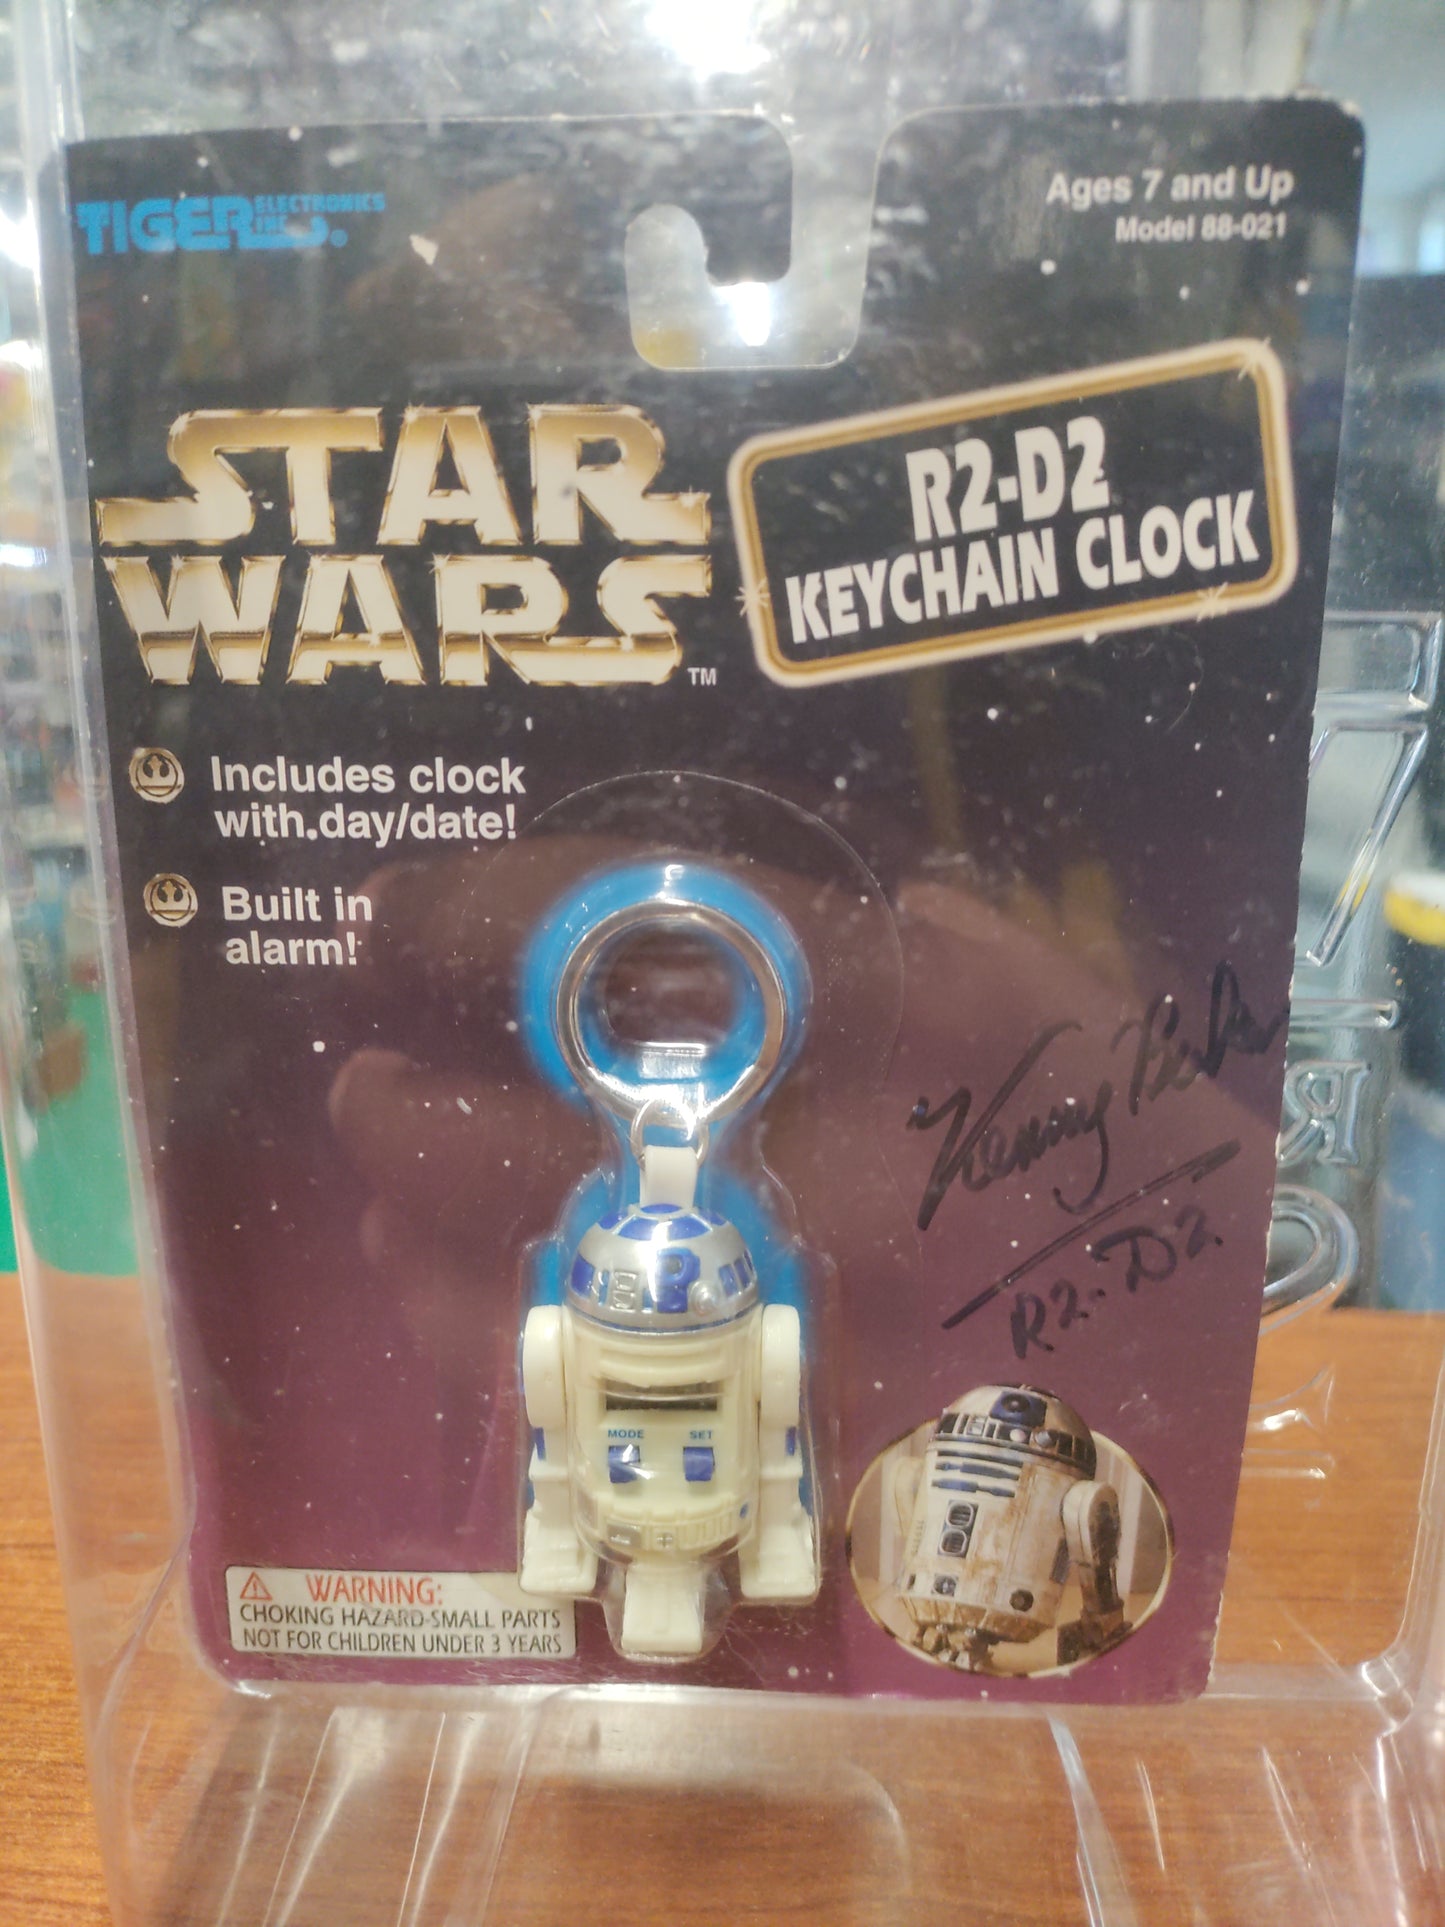 TIGER ELECTRONICS INC.®
Ages 7 and Up
Model 88-021
STAR
WARS™
R2-D2
KEYCHAIN CLOCK
Includes clock
with day/date!
Built in
alarm!
Kenny Baker
R2-D2
MODE SET
WARNING:
CHOKING HAZARD-SMALL PARTS
NOT FOR CHILDREN UNDER 3 YEARS